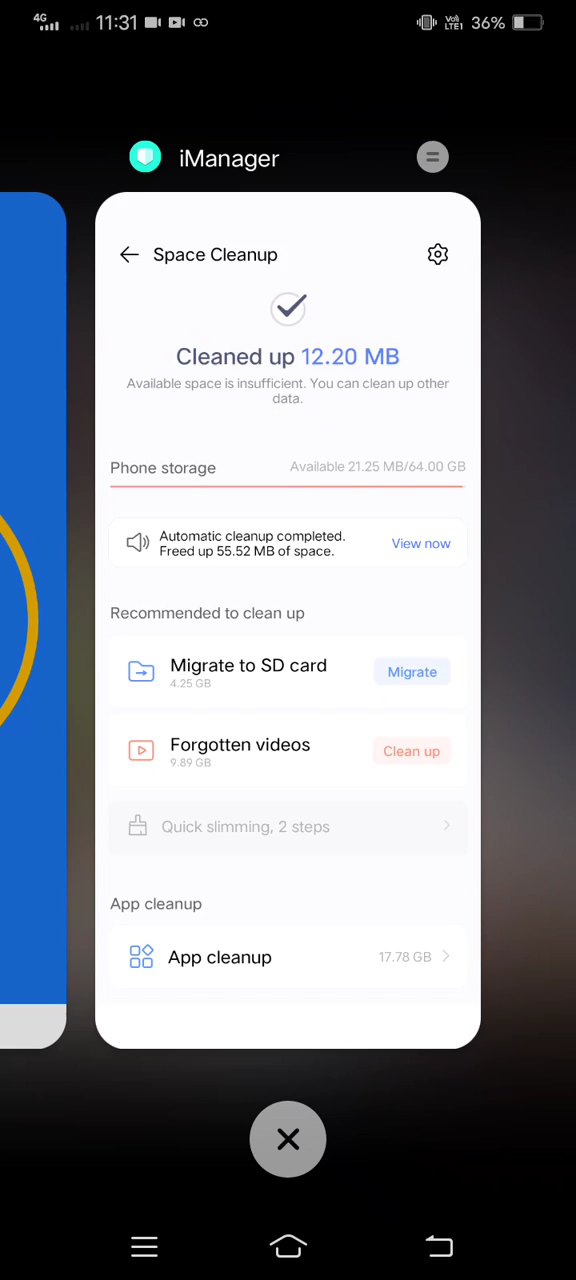 4G 11:31 Vo) LTE1 36%
iManager
Space Cleanup
Cleaned up 12.20 MB
Available space is insufficient. You can clean up other
data.
Phone storage Available 21.25 MB/64.00 GB
Automatic cleanup completed.
Freed up 55.52 MB of space.
View now
Recommended to clean up
Migrate to SD card
4.25 GB
Migrate
Forgotten videos
9.89 GB
Clean up
Quick slimming, 2 steps
App cleanup
App cleanup 17.78 GB